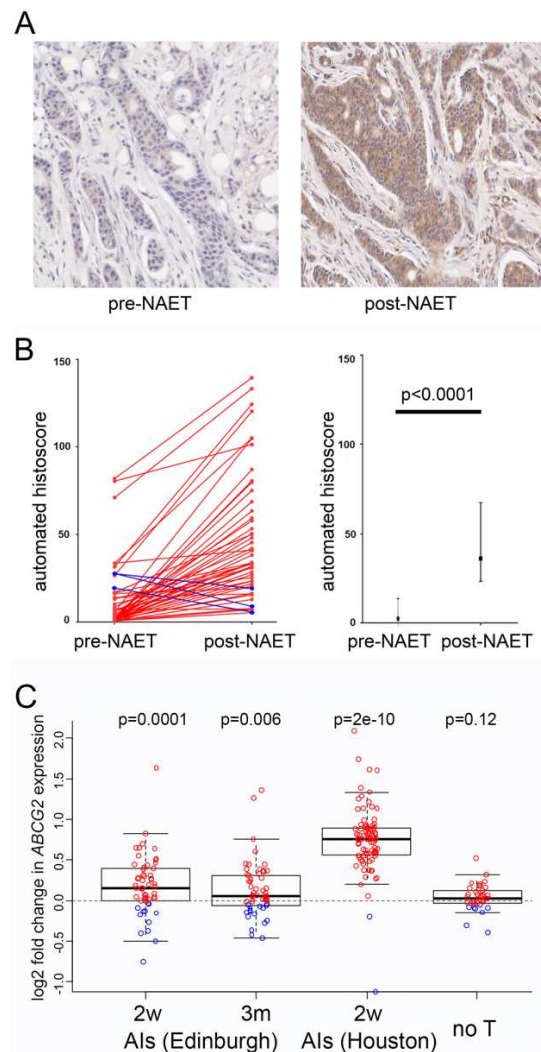 A
pre-NAET
post-NAET
B
automated histoscore
150
100
50
0
pre-NAET
post-NAET
automated histoscore
150
100
50
0
p<0.0001
pre-NAET
post-NAET
C
log2 fold change in ABCG2 expression
2.0
1.5
1.0
0.5
0.0
-0.5
-1.0
p=0.0001 p=0.006 p=2e-10 p=0.12
2w 3m 2w no T
AIs (Edinburgh) AIs (Houston)